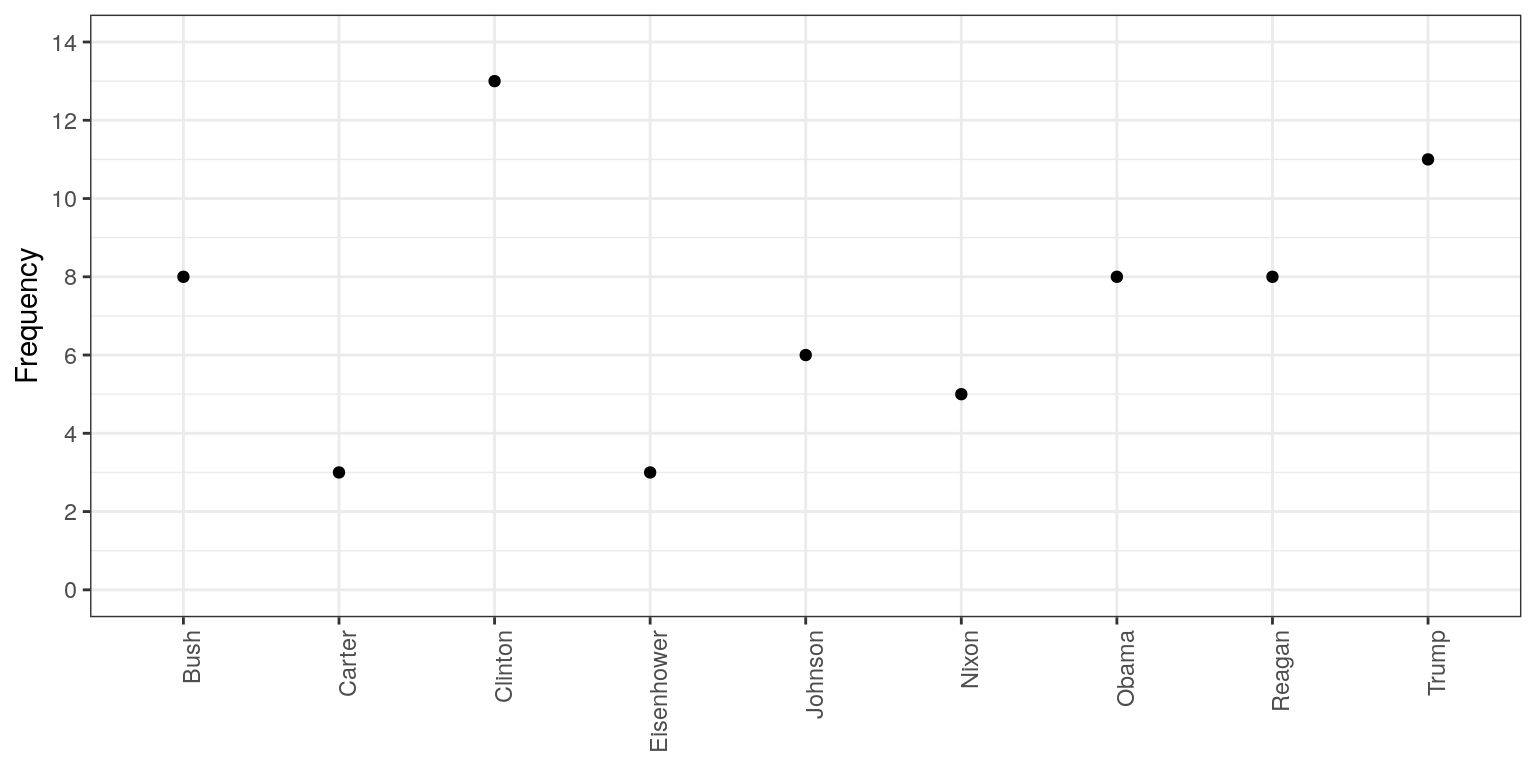 Frequency
14
12
10
8
6
4
2
0
Bush
Carter
Clinton
Eisenhower
Johnson
Nixon
Obama
Reagan
Trump